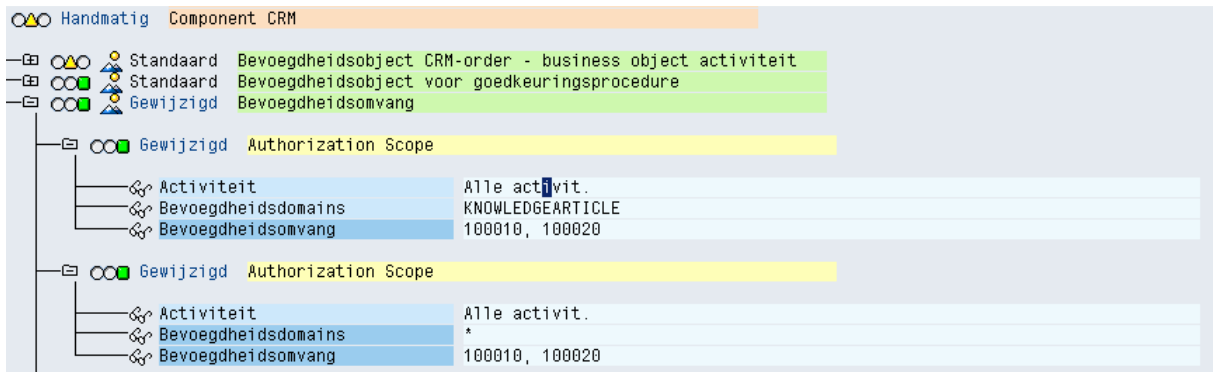 Handmatig Component CRM
Standaard Bevoegdheidsobject CRM-order - business object activiteit
Standaard Bevoegdheidsobject voor goedkeuringsprocedure
Gewijzigd Bevoegdheidsomvang
Gewijzigd Authorization Scope
Activiteit Alle activit.
Bevoegdheidsdomains KNOWLEDGEARTICLE
Bevoegdheidsomvang 100010, 100020
Gewijzigd Authorization Scope
Activiteit Alle activit.
Bevoegdheidsdomains *
Bevoegdheidsomvang 100010, 100020